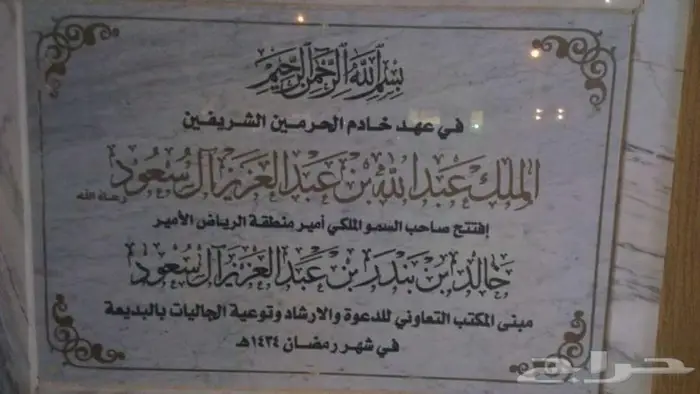 بسم الله الرحمن الرحيم
في عهد خادم الحرمين الشريفين
الملك عبدالله بن عبدالعزيز آل سعود
رعاه الله
إفتتح صاحب السمو الملكي أمير منطقة الرياض الأمير
خالد بن بندر بن عبدالعزيز آل سعود
مبنى المكتب التعاوني للدعوة والارشاد وتوعية الجاليات بالبديعة
في شهر رمضان ١٤٣٤هـ
حراج